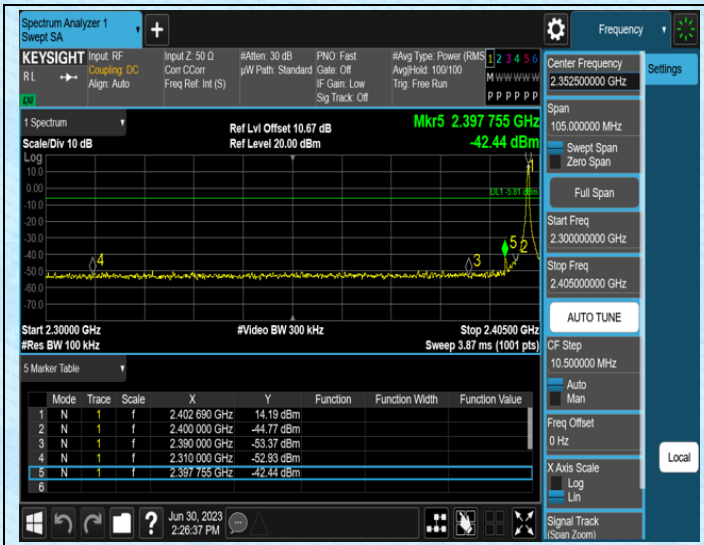 Spectrum Analyzer 1
Swept SA
+
Frequency
KEYSIGHT
RL
LXI
Input: RF
Coupling: DC
Align: Auto
Input Z: 50 Ω
Corr CCorr
Freq Ref: Int (S)
#Atten: 30 dB
µW Path: Standard
PNO: Fast
Gate: Off
IF Gain: Low
Sig Track: Off
#Avg Type: Power (RMS
Avg|Hold: 100/100
Trig: Free Run
1 2 3 4 5 6
M W W W W W
P P P P P P
1 Spectrum
Scale/Div 10 dB
Ref Lvl Offset 10.67 dB
Ref Level 20.00 dBm
Mkr5 2.397 755 GHz
-42.44 dBm
Log
10.0
0.00
-10.0
-20.0
-30.0
-40.0
-50.0
-60.0
-70.0
DL1 -5.81 dBm
1
4
3
5
2
Start 2.30000 GHz
#Res BW 100 kHz
#Video BW 300 kHz
Stop 2.40500 GHz
Sweep 3.87 ms (1001 pts)
5 Marker Table
Mode Trace Scale X Y Function Function Width Function Value
1 N 1 f 2.402 690 GHz 14.19 dBm
2 N 1 f 2.400 000 GHz -44.77 dBm
3 N 1 f 2.390 000 GHz -53.37 dBm
4 N 1 f 2.310 000 GHz -52.93 dBm
5 N 1 f 2.397 755 GHz -42.44 dBm
6
?
Jun 30, 2023
2:26:37 PM
Center Frequency
2.352500000 GHz
Span
105.000000 MHz
Swept Span
Zero Span
Full Span
Start Freq
2.300000000 GHz
Stop Freq
2.405000000 GHz
AUTO TUNE
CF Step
10.500000 MHz
Auto
Man
Freq Offset
0 Hz
X Axis Scale
Log
Lin
Signal Track
(Span Zoom)
Settings
Local